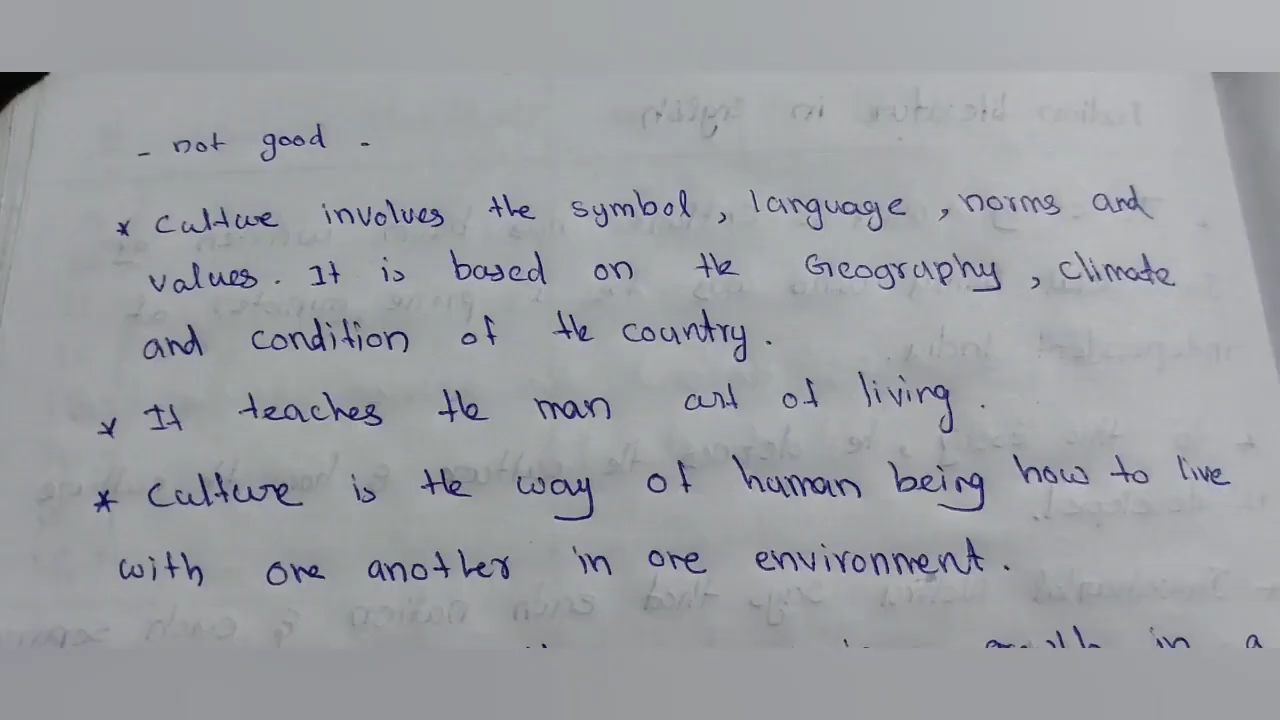 - not good -
* Culture involves the symbol, language, norms and
values. It is based on the Geography, climate
and condition of the country.
* It teaches the man art of living.
* Culture is the way of human being how to live
with one another in one environment.
in a